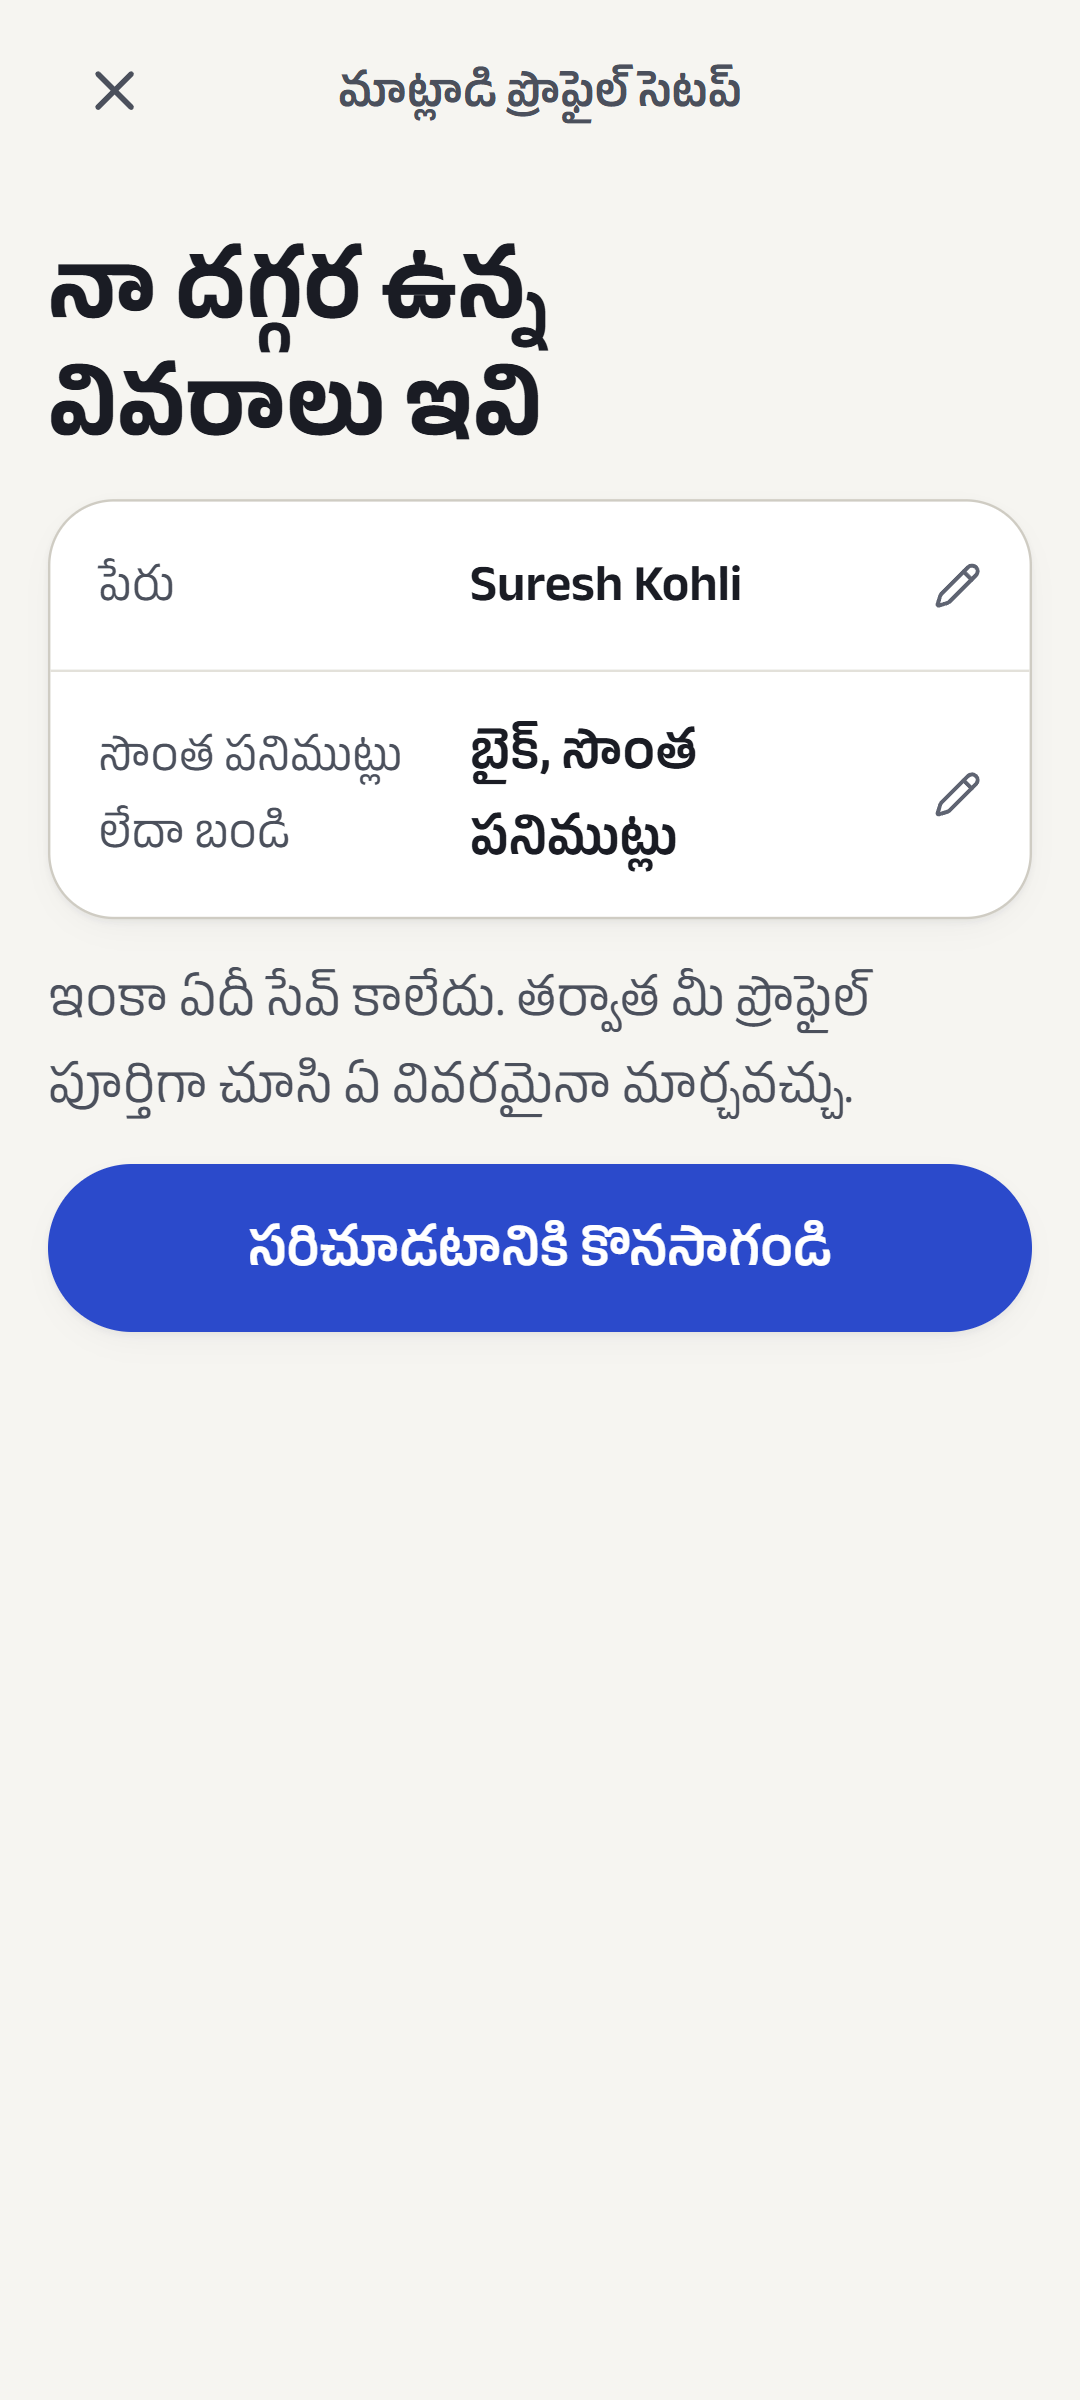 మాట్లాడి ప్రొఫైల్ సెటప్
నా దగ్గర ఉన్న
వివరాలు ఇవి
పేరు
Suresh Kohli
సొంత పనిముట్లు
లేదా బండి
బైక్, సొంత
పనిముట్లు
ఇంకా ఏదీ సేవ్ కాలేదు. తర్వాత మీ ప్రొఫైల్
పూర్తిగా చూసి ఏ వివరమైనా మార్చవచ్చు.
సరిచూడటానికి కొనసాగండి